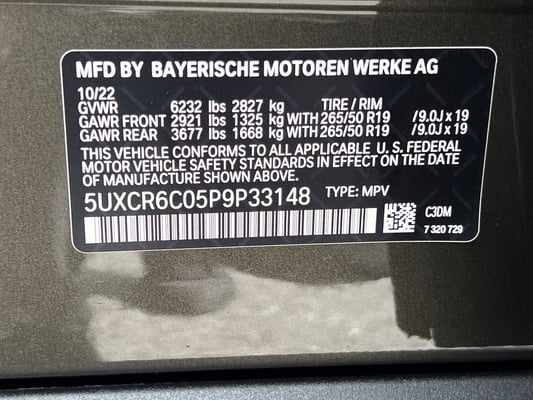 MFD BY BAYERISCHE MOTOREN WERKE AG
10/22
GVWR 6232 lbs 2827 kg TIRE / RIM
GAWR FRONT 2921 lbs 1325 kg WITH 265/50 R19 /9.0J x 19
GAWR REAR 3677 lbs 1668 kg WITH 265/50 R19 /9.0J x 19
THIS VEHICLE CONFORMS TO ALL APPLICABLE U. S. FEDERAL
MOTOR VEHICLE SAFETY STANDARDS IN EFFECT ON THE
DATE OF MANUFACTURE SHOWN ABOVE.
5UXCR6C05P9P33148 TYPE: MPV
C3DM
7 320 729